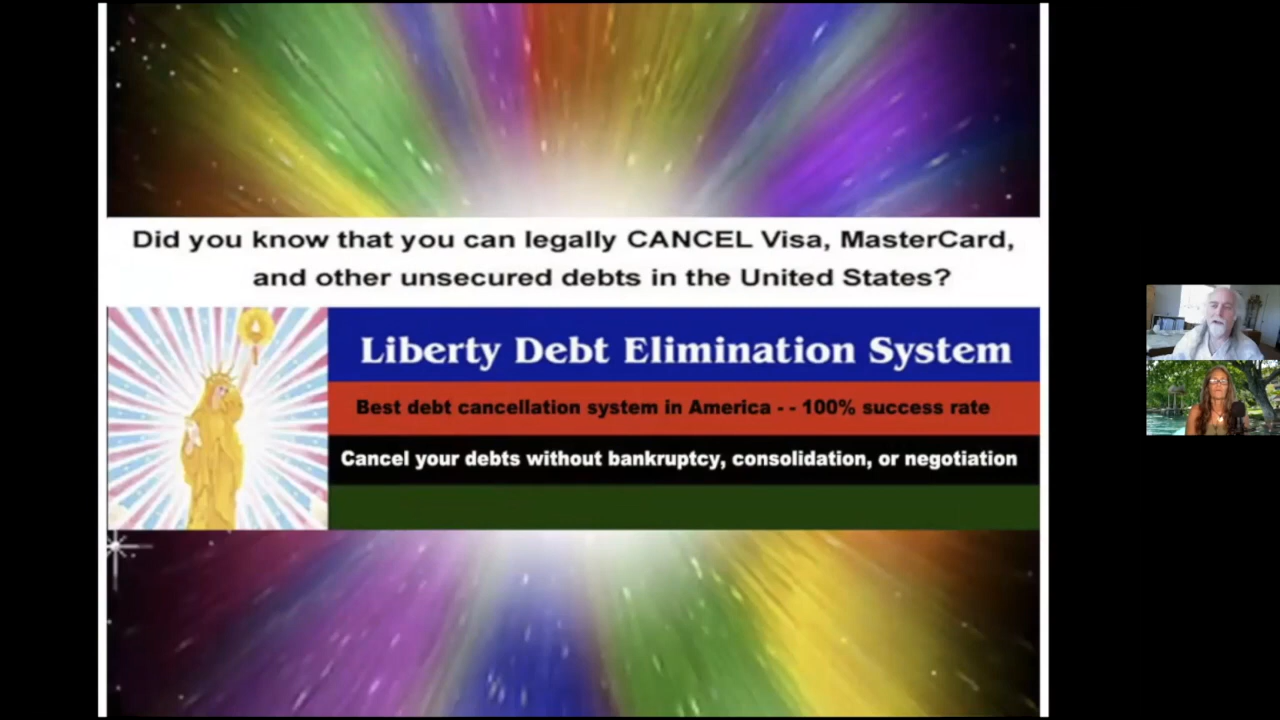 Did you know that you can legally CANCEL Visa, MasterCard,
and other unsecured debts in the United States?
Liberty Debt Elimination System
Best debt cancellation system in America - - 100% success rate
Cancel your debts without bankruptcy, consolidation, or negotiation